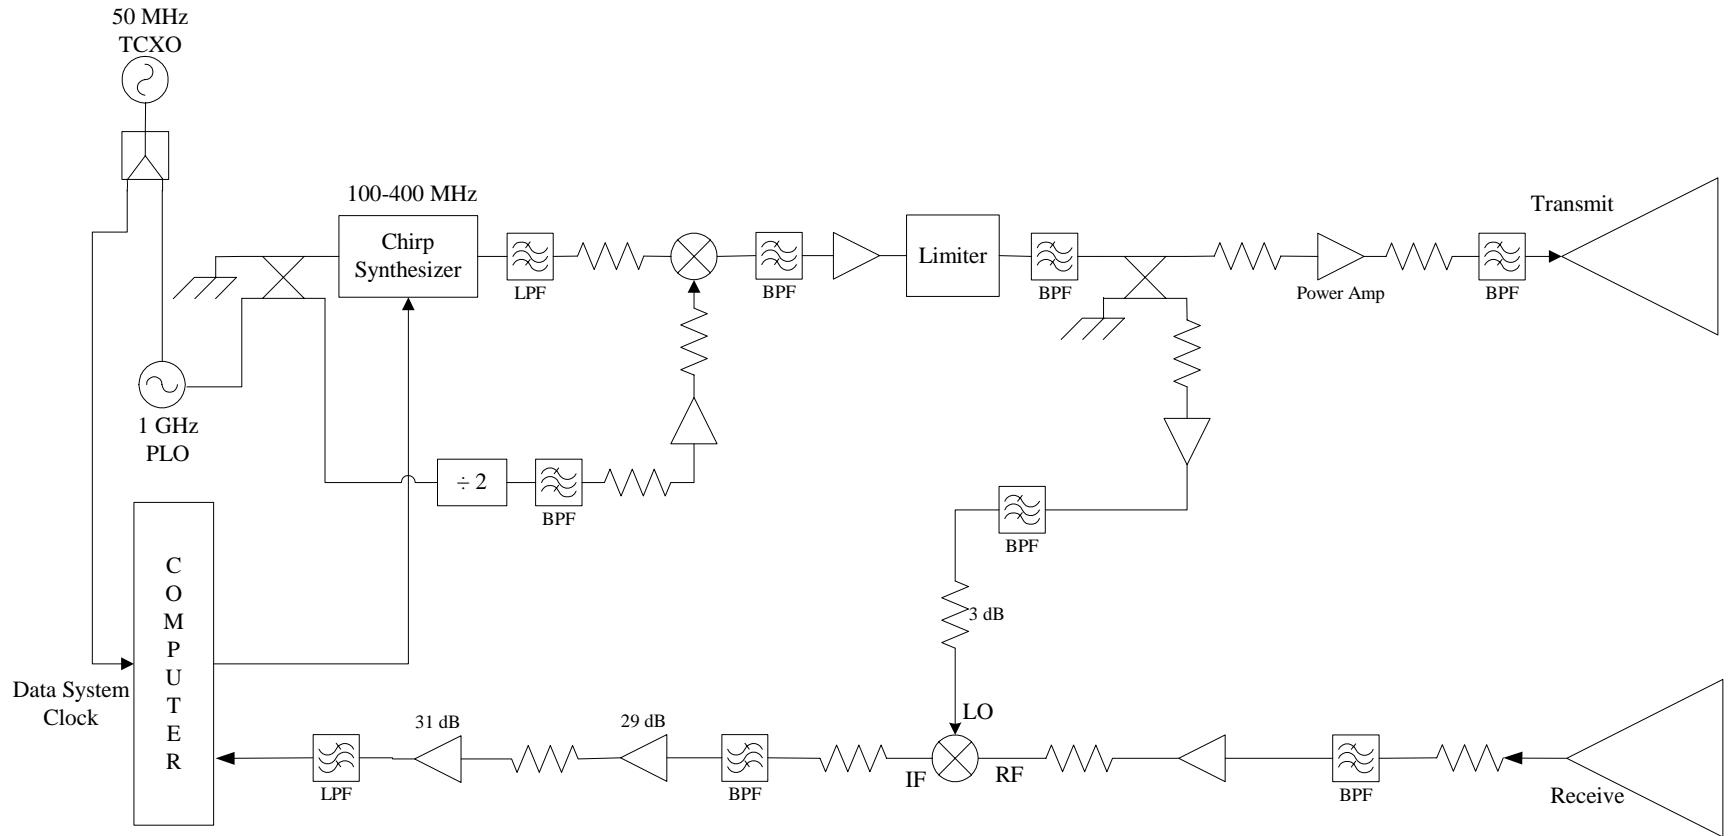 50 MHz
TCXO
100-400 MHz
Chirp
Synthesizer
LPF
BPF
Limiter
BPF
Power Amp
BPF
Transmit
1 GHz
PLO
÷ 2
BPF
BPF
3 dB
C
O
M
P
U
T
E
R
Data System
Clock
31 dB
29 dB
LO
IF
RF
LPF
BPF
BPF
Receive